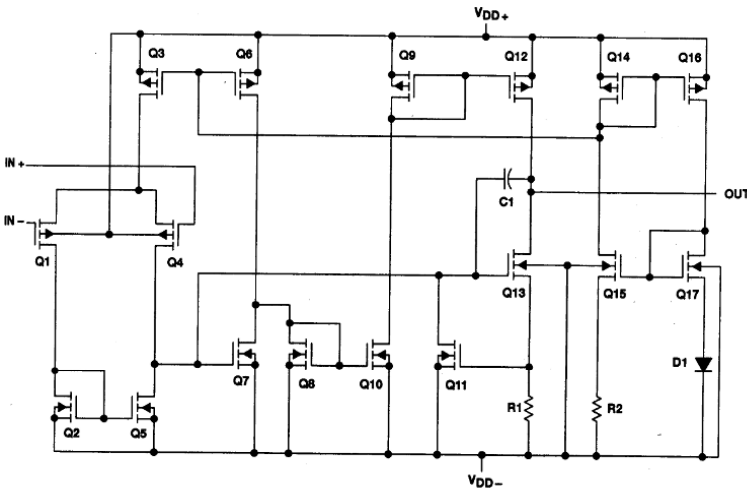 VDD+
Q3
Q6
Q9
Q12
Q14
Q16
IN +
IN −
C1
OUT
Q1
Q4
Q13
Q15
Q17
Q7
Q8
Q10
Q11
D1
Q2
Q5
R1
R2
VDD−